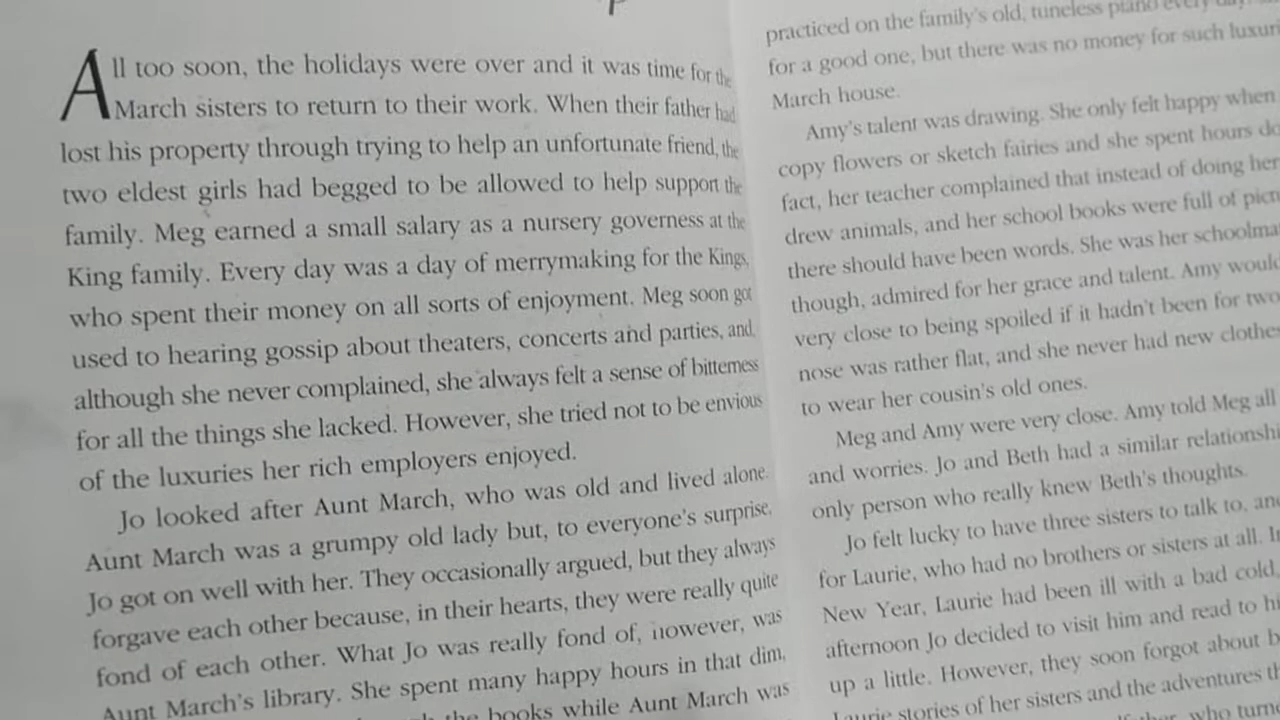 All too soon, the holidays were over and it was time for the
March sisters to return to their work. When their father had
lost his property through trying to help an unfortunate friend, the
two eldest girls had begged to be allowed to help support the
family. Meg earned a small salary as a nursery governess at the
King family. Every day was a day of merrymaking for the Kings,
who spent their money on all sorts of enjoyment. Meg soon got
used to hearing gossip about theaters, concerts and parties, and,
although she never complained, she always felt a sense of bitterness
for all the things she lacked. However, she tried not to be envious
of the luxuries her rich employers enjoyed.
Jo looked after Aunt March, who was old and lived alone.
Aunt March was a grumpy old lady but, to everyone's surprise,
Jo got on well with her. They occasionally argued, but they always
forgave each other because, in their hearts, they were really quite
fond of each other. What Jo was really fond of, however, was
Aunt March's library. She spent many happy hours in that dim,
the books while Aunt March was
practiced on the family's old, tuneless piano every day
for a good one, but there was no money for such
March house.
Amy's talent was drawing. She only felt happy when
copy flowers or sketch fairies and she spent hours
fact, her teacher complained that instead of doing her
drew animals, and her school books were full of
there should have been words. She was her
though, admired for her grace and talent. Amy would
very close to being spoiled if it hadn't been for two
nose was rather flat, and she never had new clothes
to wear her cousin's old ones.
Meg and Amy were very close. Amy told Meg all
and worries. Jo and Beth had a similar
only person who really knew Beth's thoughts.
Jo felt lucky to have three sisters to talk to, and
for Laurie, who had no brothers or sisters at all.
New Year, Laurie had been ill with a bad cold,
afternoon Jo decided to visit him and read to
up a little. However, they soon forgot about
Laurie stories of her sisters and the adventures
who